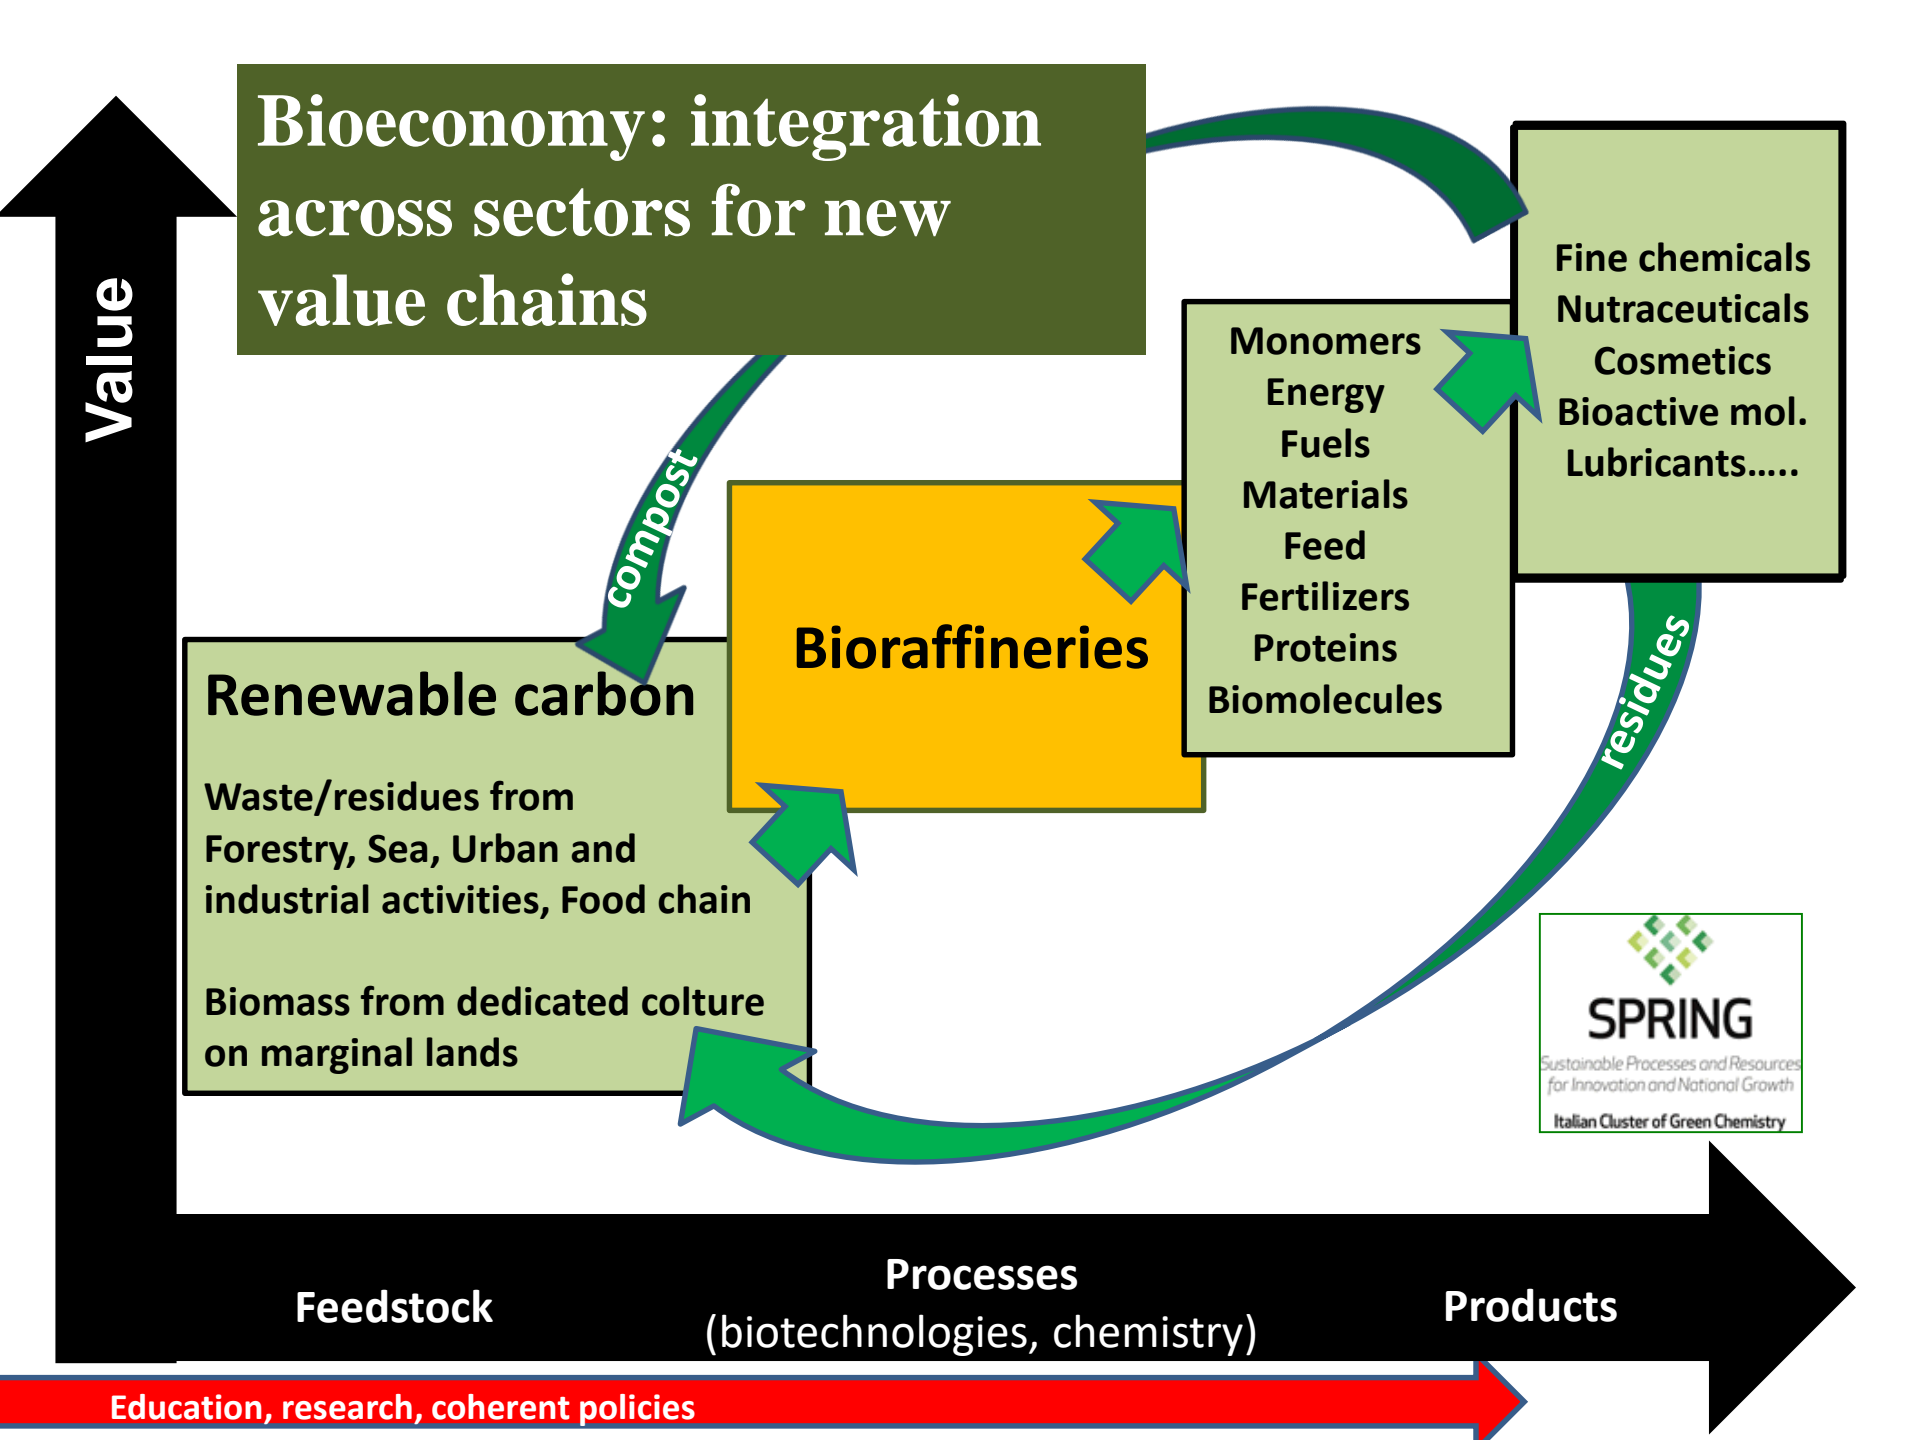 Bioeconomy: integration
across sectors for new
value chains
Value
Fine chemicals
Nutraceuticals
Cosmetics
Bioactive mol.
Lubricants.....
Monomers
Energy
Fuels
Materials
Feed
Fertilizers
Proteins
Biomolecules
compost
Bioraffineries
residues
Renewable carbon
Waste/residues from
Forestry, Sea, Urban and
industrial activities, Food chain
Biomass from dedicated colture
on marginal lands
SPRING
Sustainable Processes and Resources
for Innovation and National Growth
Italian Cluster of Green Chemistry
Feedstock
Processes
(biotechnologies, chemistry)
Products
Education, research, coherent policies